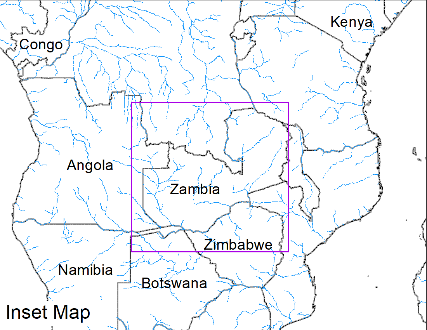 Kenya
Congo
Angola
Zambia
Zimbabwe
Namibia
Botswana
Inset Map